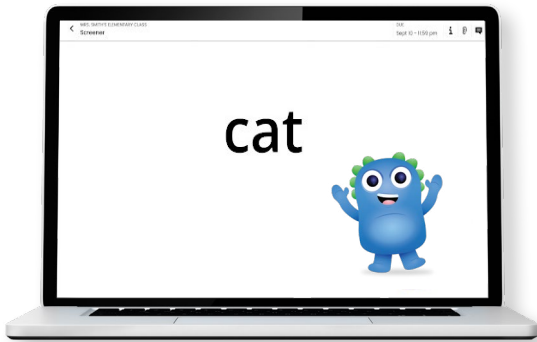 MRS. SMITH'S ELEMENTARY CLASS
Screener
DUE
Sept 10 - 11:59 pm
cat